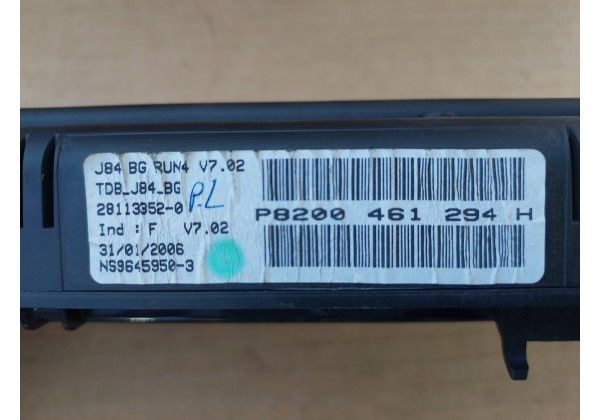 J84 BG RUN4 V7.02
TDB_J84_BG
28113352-0
P.L
Ind : F V7.02
31/01/2006
NS9645950-3
P8200 461 294 H